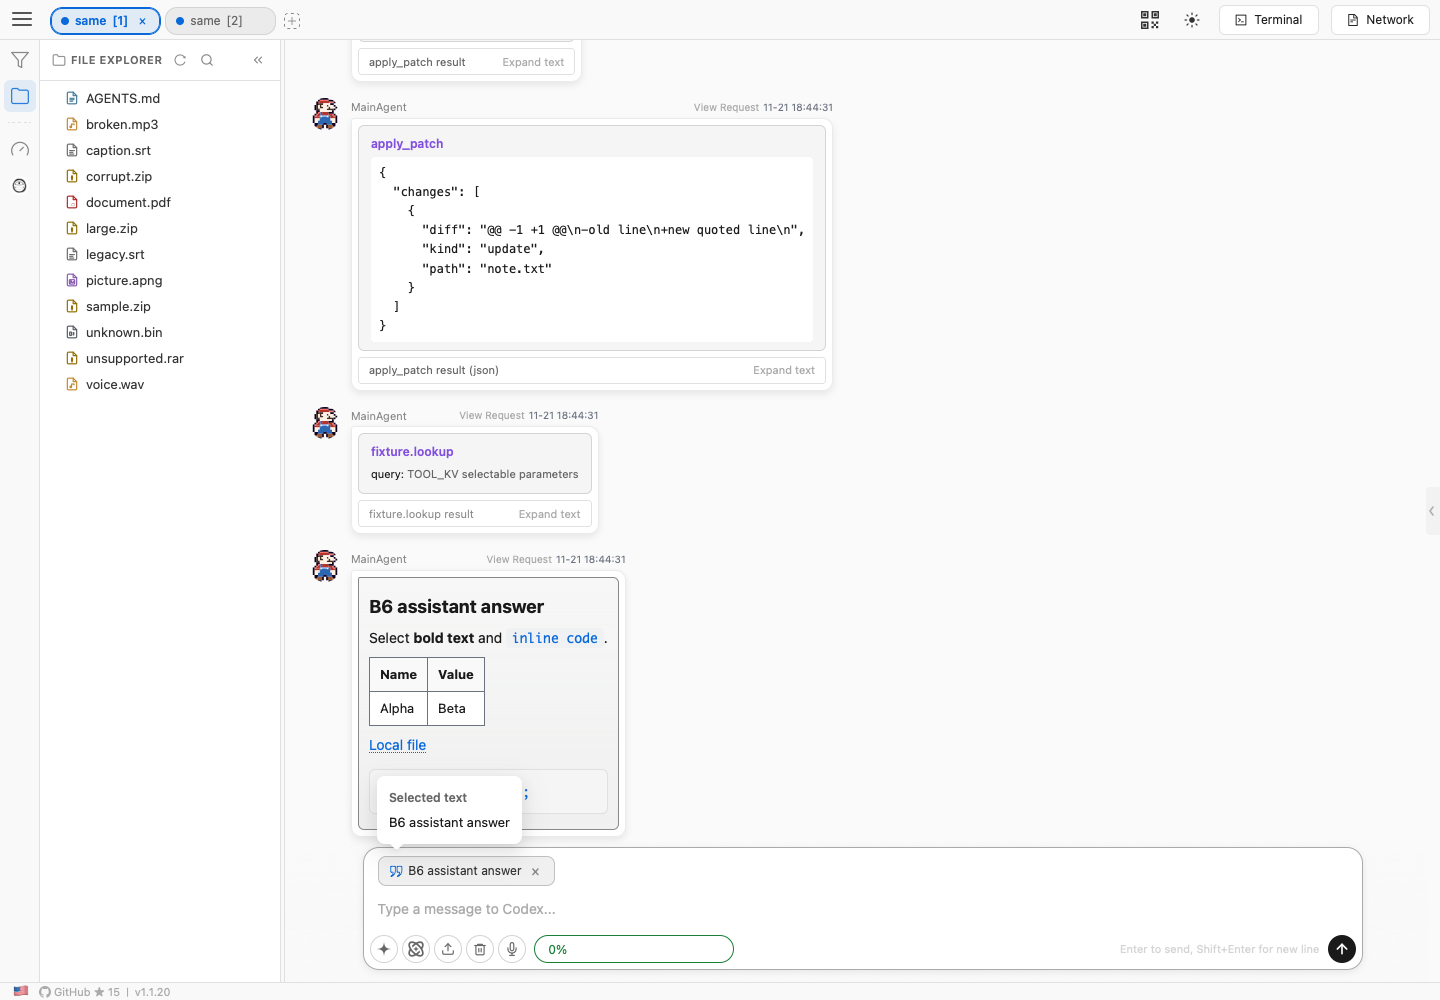 same [1] ×
same [2]
Terminal
Network
FILE EXPLORER
AGENTS.md
broken.mp3
caption.srt
corrupt.zip
document.pdf
large.zip
legacy.srt
picture.apng
sample.zip
unknown.bin
unsupported.rar
voice.wav
apply_patch result Expand text
MainAgent View Request 11-21 18:44:31
apply_patch
{
"changes": [
{
"diff": "@@ -1 +1 @@\n-old line\n+new quoted line\n",
"kind": "update",
"path": "note.txt"
}
]
}
apply_patch result (json) Expand text
MainAgent View Request 11-21 18:44:31
fixture.lookup
query: TOOL_KV selectable parameters
fixture.lookup result Expand text
MainAgent View Request 11-21 18:44:31
B6 assistant answer
Select bold text and inline code.
Name Value
Alpha Beta
Local file
;
Selected text
B6 assistant answer
B6 assistant answer ×
Type a message to Codex...
0%
Enter to send, Shift+Enter for new line
GitHub ★ 15 | v1.1.20